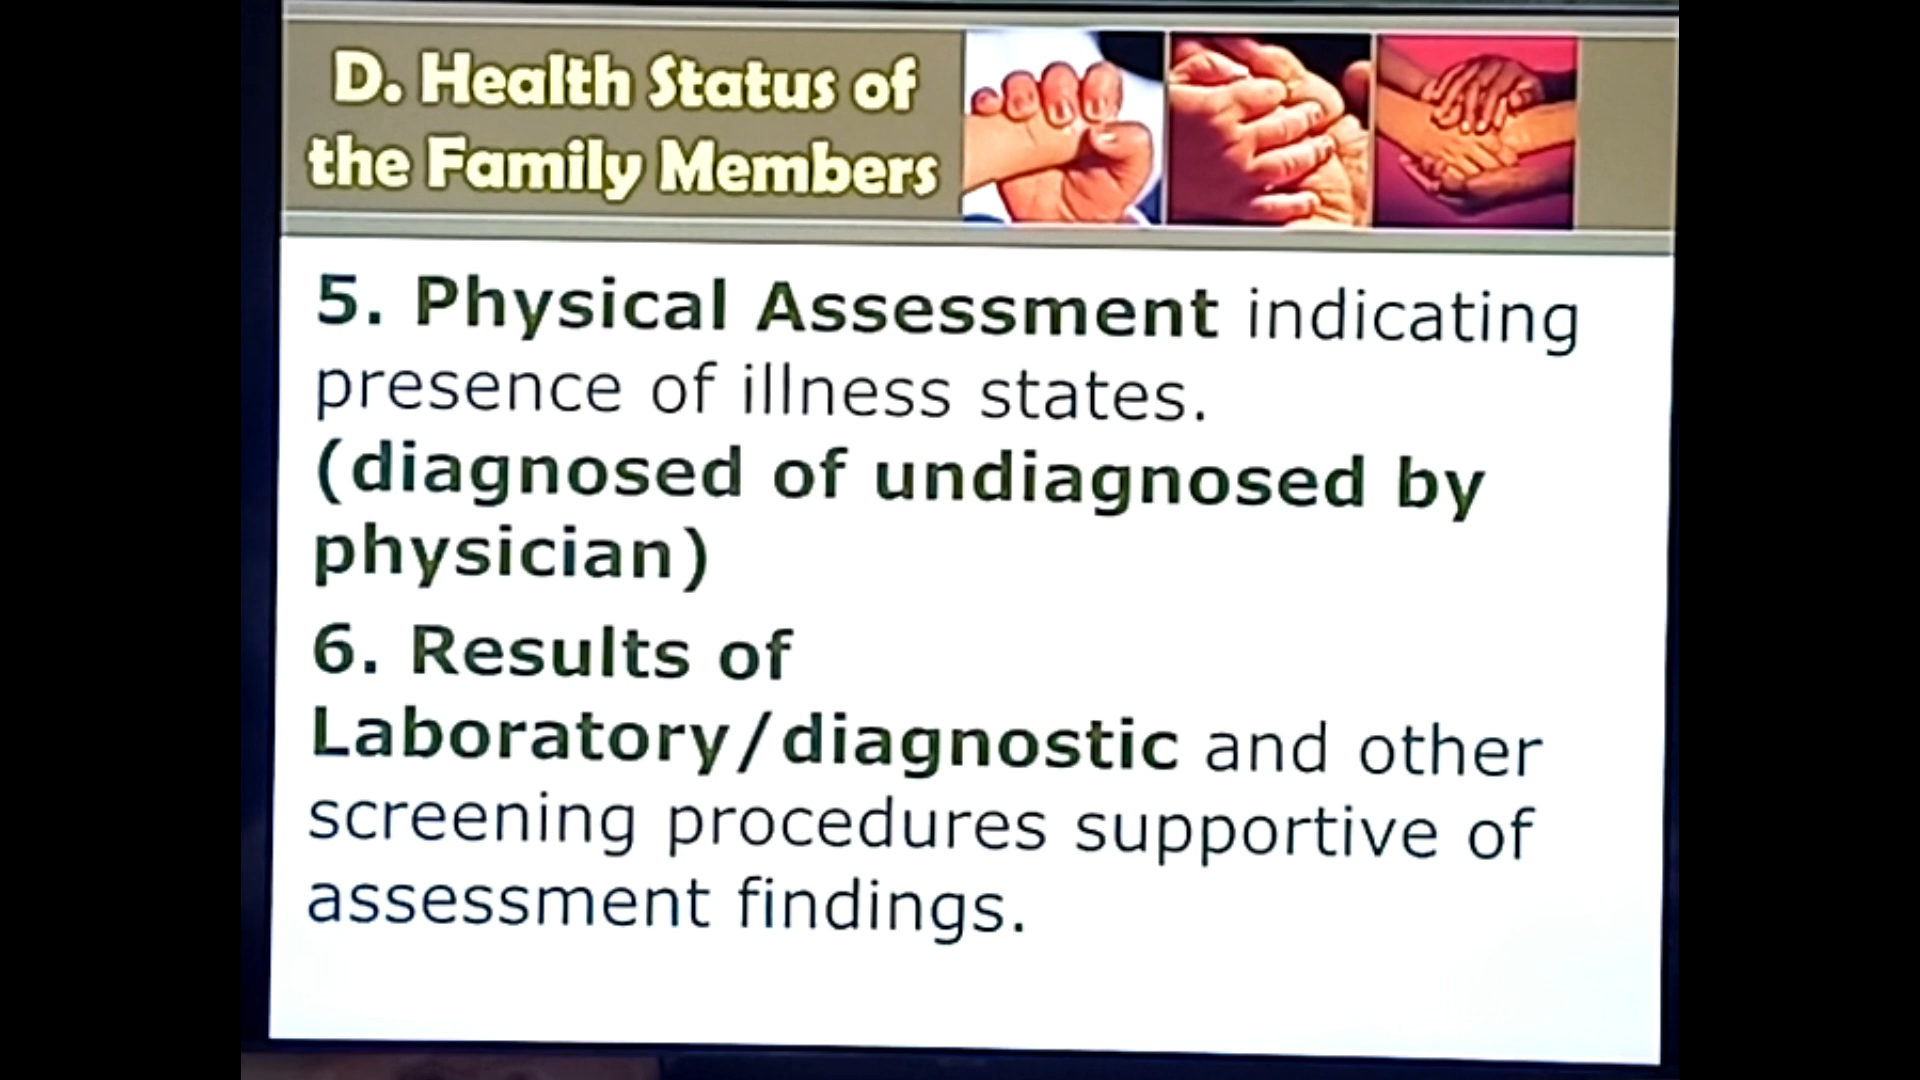 D. Health Status of
the Family Members
5. Physical Assessment indicating
presence of illness states.
(diagnosed of undiagnosed by
physician)
6. Results of
Laboratory/diagnostic and other
screening procedures supportive of
assessment findings.